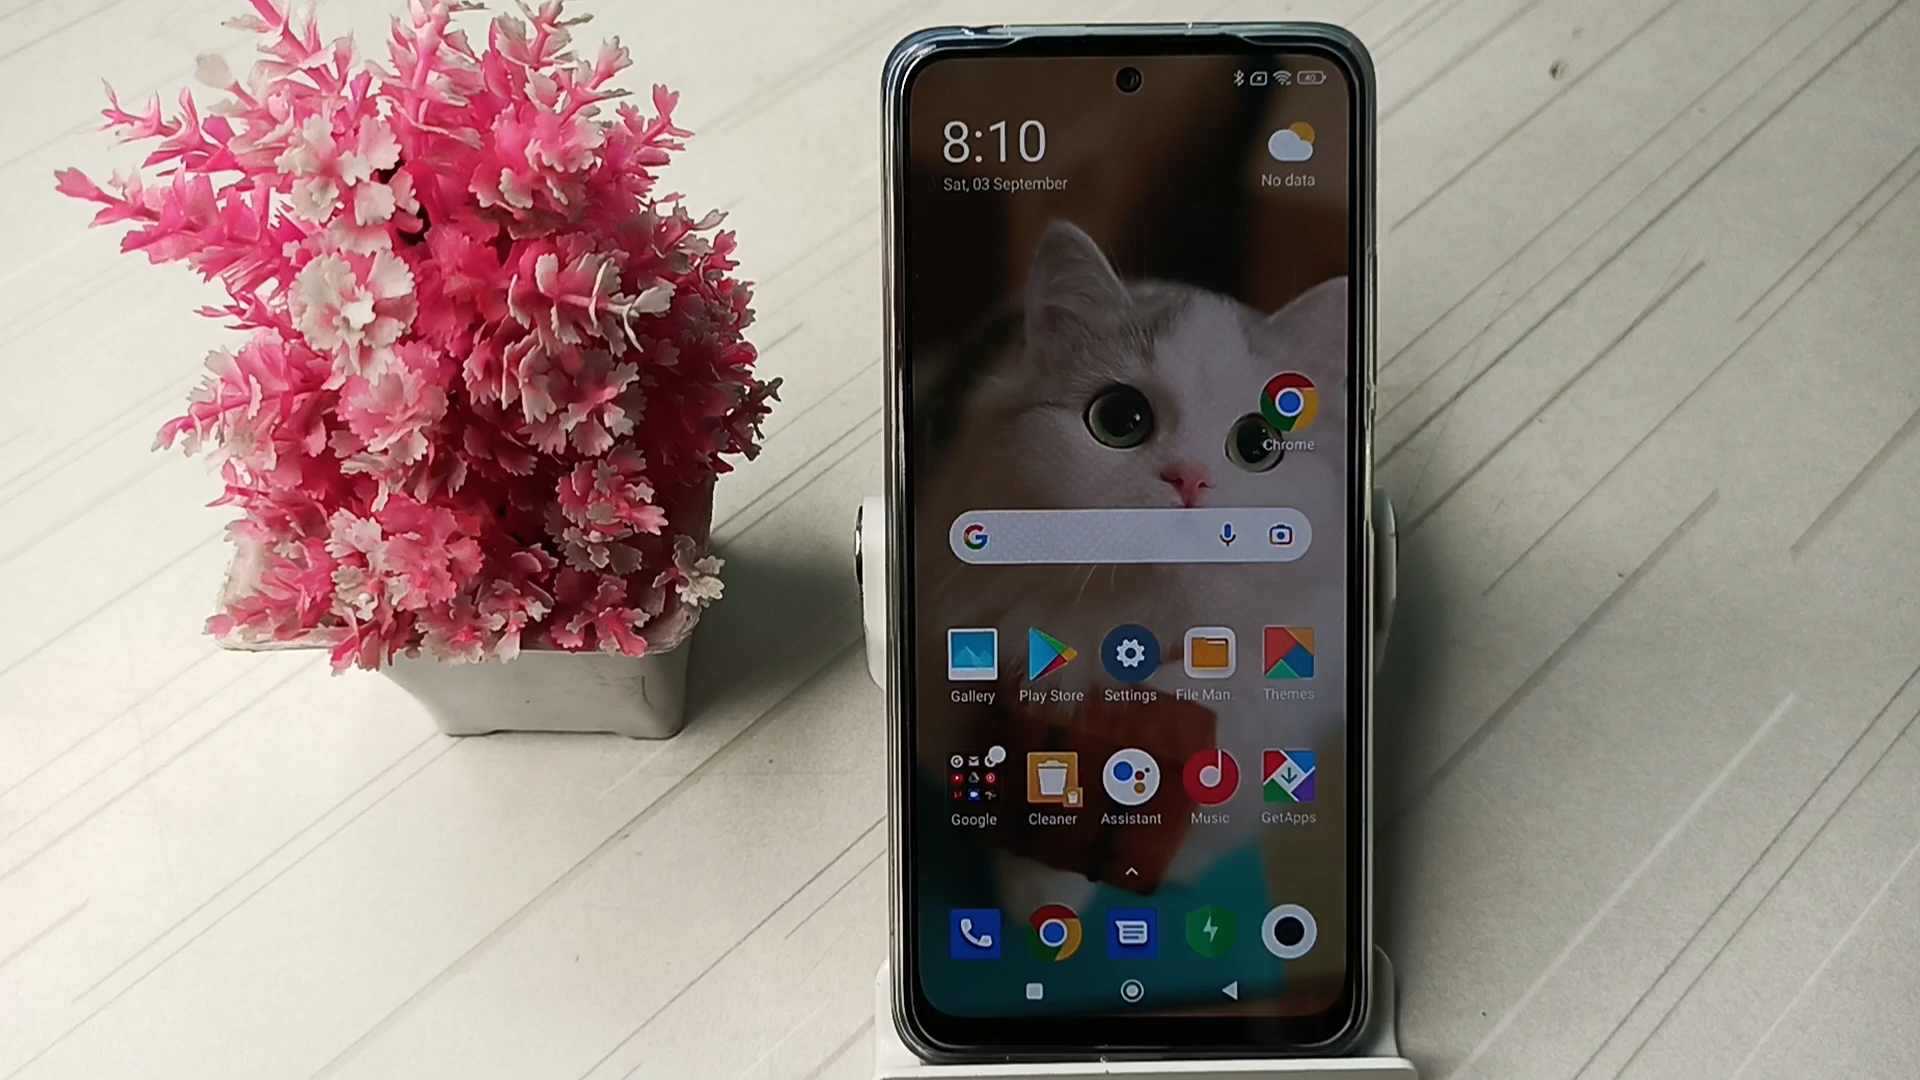 40
8:10
Sat, 03 September
No data
Chrome
Gallery
Play Store
Settings
File Man..
Themes
Google
Cleaner
Assistant
Music
GetApps